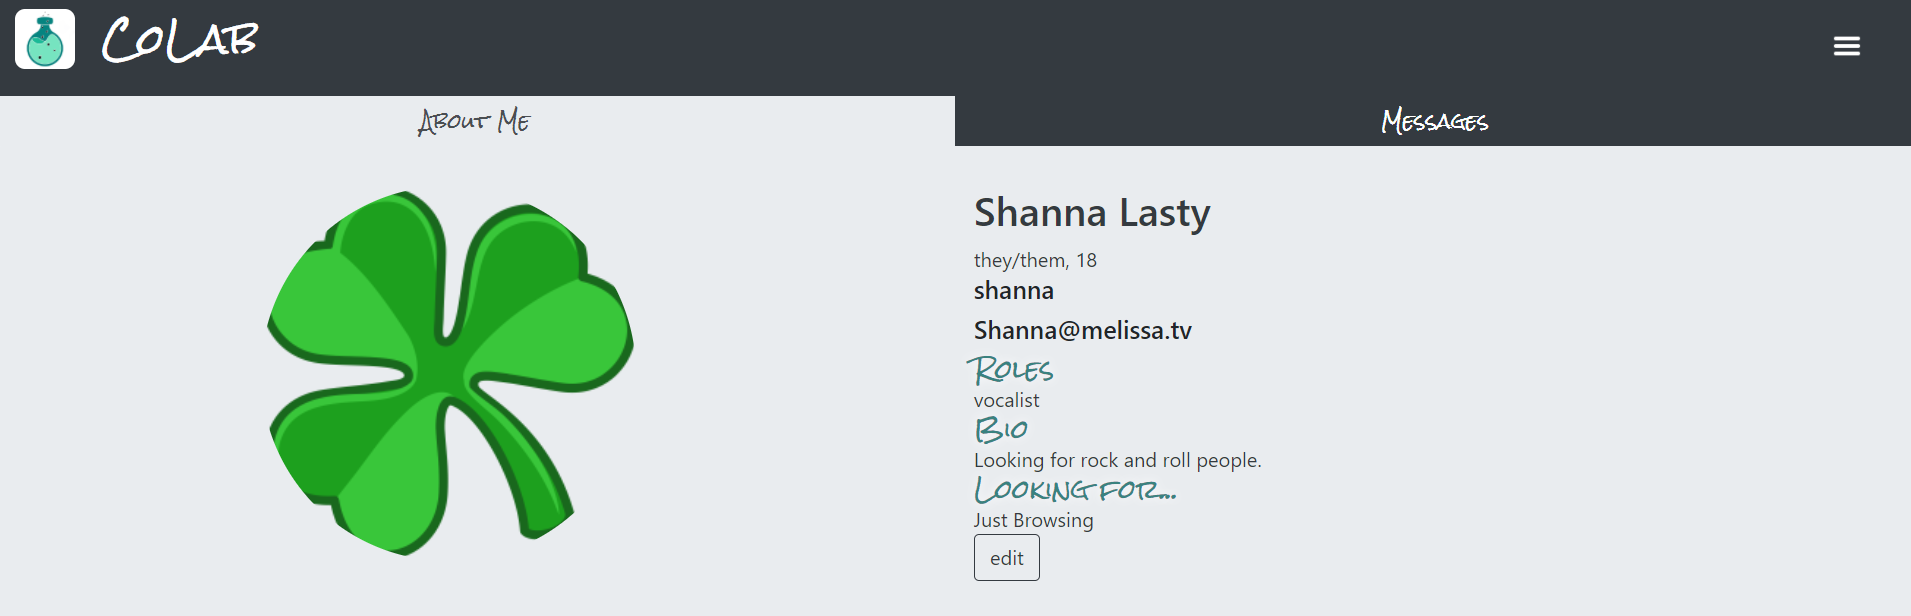 CoLab
About Me
Messages
Shanna Lasty
they/them, 18
shanna
Shanna@melissa.tv
Roles
vocalist
Bio
Looking for rock and roll people.
Looking for...
Just Browsing
edit